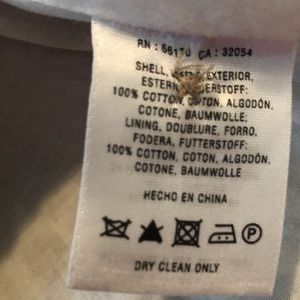 RN : CA : 32054
SHELL, EXTERIOR,
100% COTTON, COTON, ALGODÓN,
COTONE, BAUMWOLLE
LINING, DOUBLURE, FORRO,
FODERA, FUTTERSTOFF:
100% COTTON, COTON, ALGODÓN,
COTONE, BAUMWOLLE
HECHO EN CHINA
DRY CLEAN ONLY